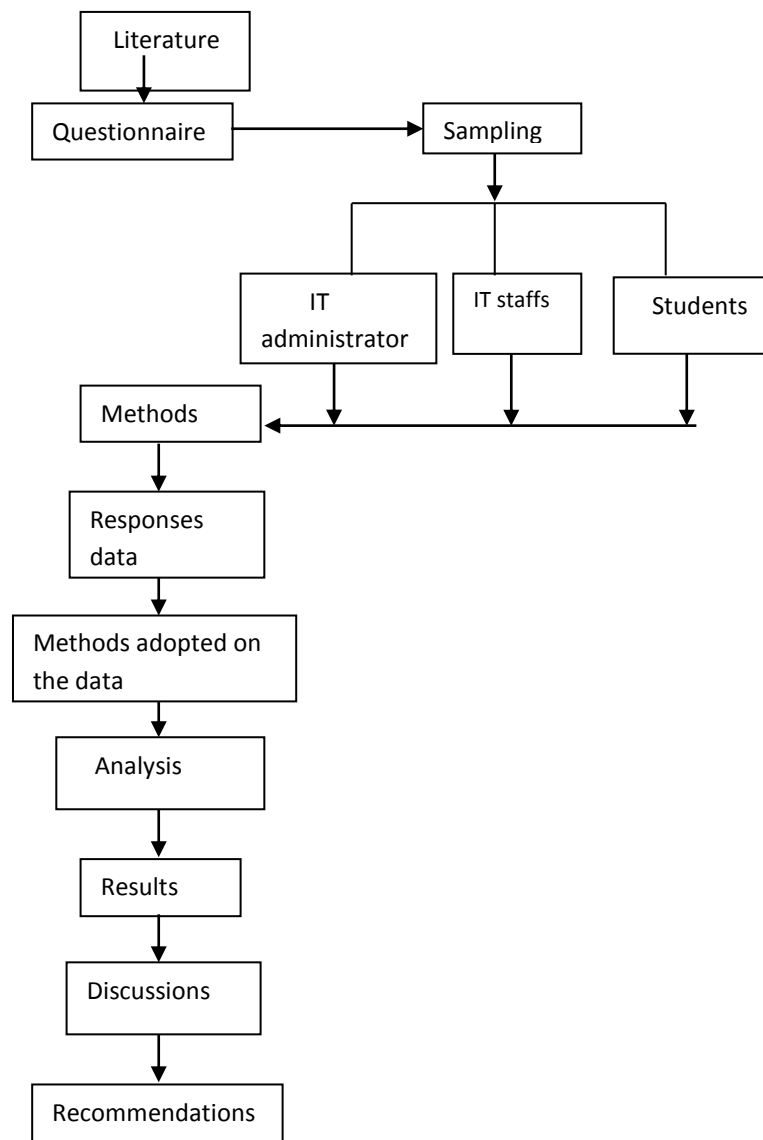 Literature
Questionnaire
Sampling
IT
administrator
IT staffs
Students
Methods
Responses
data
Methods adopted on
the data
Analysis
Results
Discussions
Recommendations